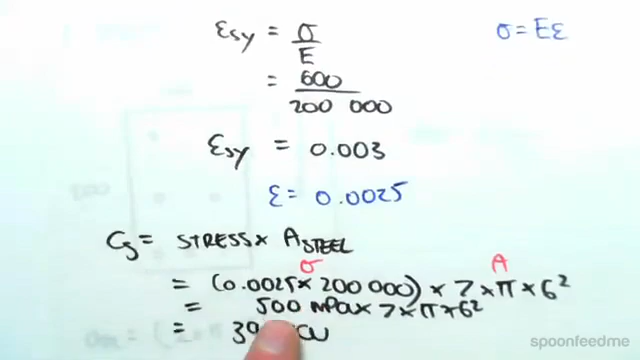 εsy = σ/E
σ = Eε
= 600/200 000
εsy = 0.003
ε = 0.0025
Cs = STRESS × ASTEEL
σ A
= (0.0025 × 200 000) × 7 × π × 6²
= 500 MPa × 7 × π × 6²
=
spoonfeedme